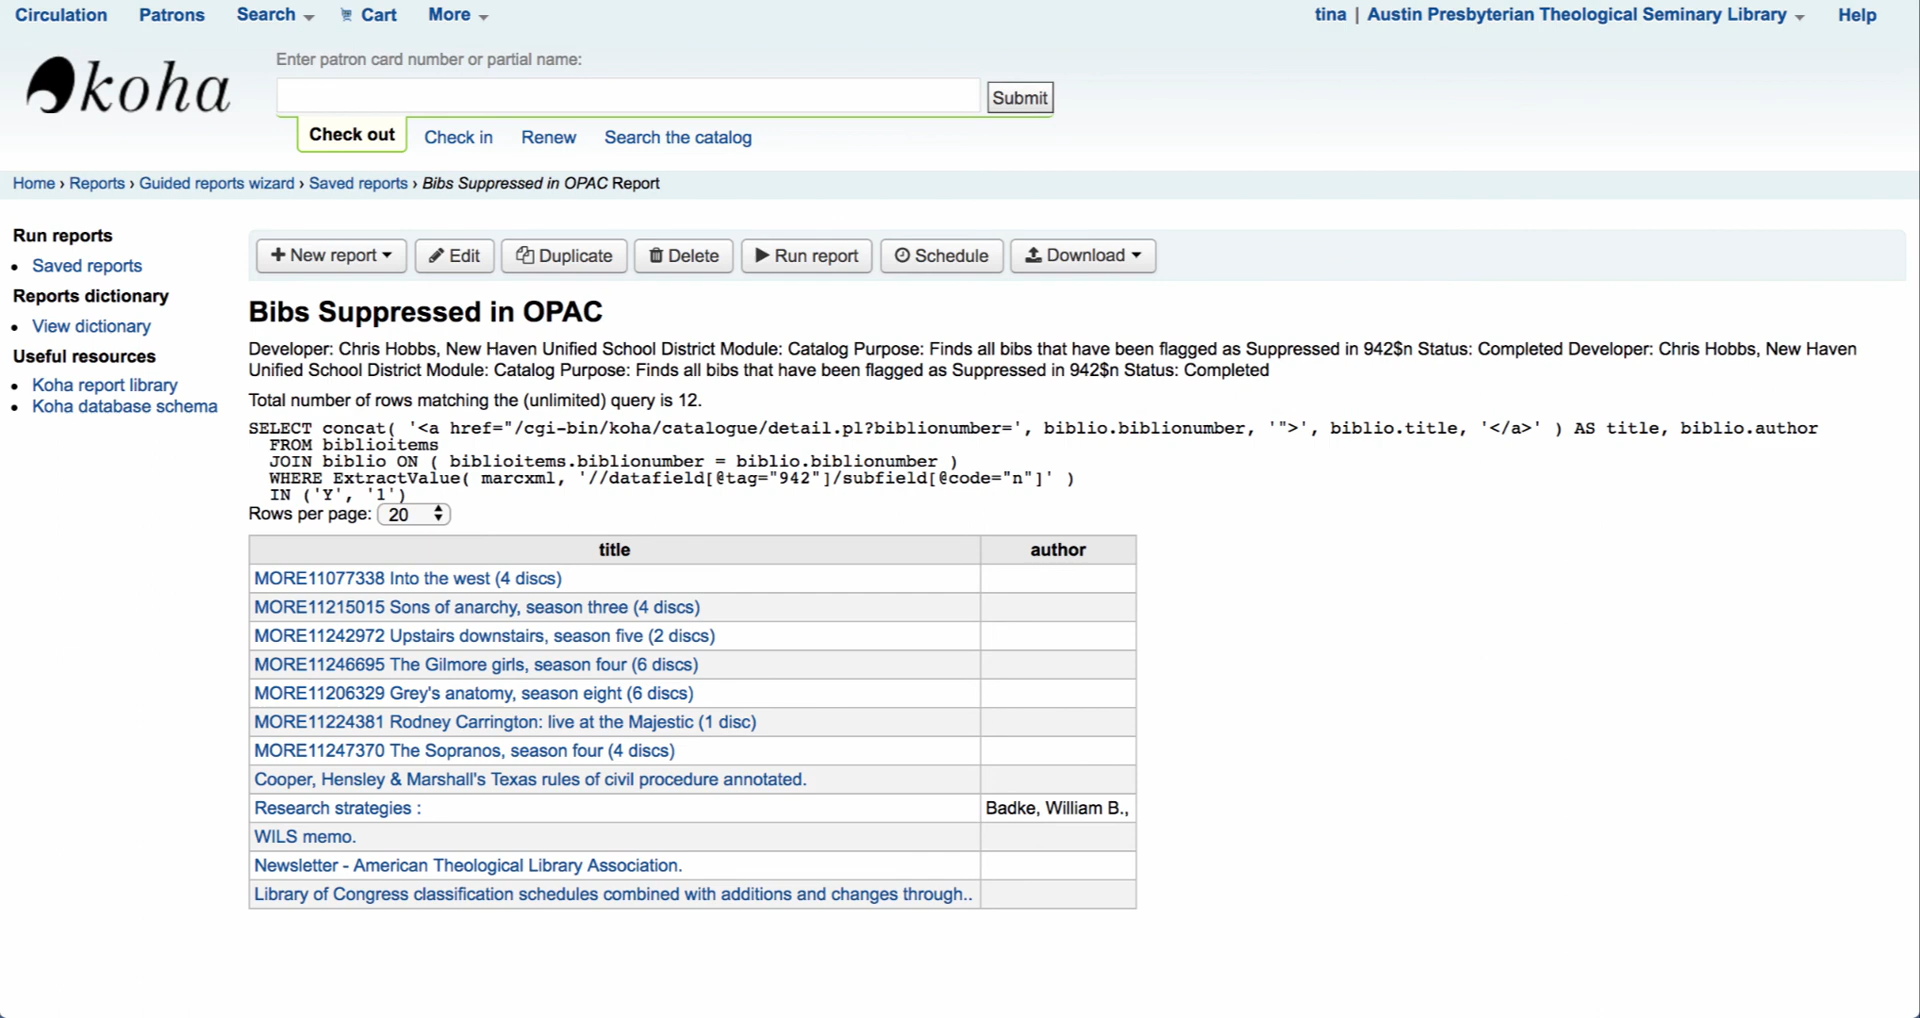 Circulation Patrons Search Cart More tina | Austin Presbyterian Theological Seminary Library Help
koha
Enter patron card number or partial name:
Submit
Check out Check in Renew Search the catalog
Home › Reports › Guided reports wizard › Saved reports › Bibs Suppressed in OPAC Report
Run reports
• Saved reports
Reports dictionary
• View dictionary
Useful resources
• Koha report library
• Koha database schema
New report Edit Duplicate Delete Run report Schedule Download
Bibs Suppressed in OPAC
Developer: Chris Hobbs, New Haven Unified School District Module: Catalog Purpose: Finds all bibs that have been flagged as Suppressed in 942$n Status: Completed Developer: Chris Hobbs, New Haven
Unified School District Module: Catalog Purpose: Finds all bibs that have been flagged as Suppressed in 942$n Status: Completed
Total number of rows matching the (unlimited) query is 12.
SELECT concat( '<a href="/cgi-bin/koha/catalogue/detail.pl?biblionumber=', biblio.biblionumber, '">', biblio.title, '</a>' ) AS title, biblio.author
FROM biblioitems
JOIN biblio ON ( biblioitems.biblionumber = biblio.biblionumber )
WHERE ExtractValue( marcxml, '//datafield[@tag="942"]/subfield[@code="n"]' )
IN ('Y', '1')
Rows per page: 20
title author
MORE11077338 Into the west (4 discs)
MORE11215015 Sons of anarchy, season three (4 discs)
MORE11242972 Upstairs downstairs, season five (2 discs)
MORE11246695 The Gilmore girls, season four (6 discs)
MORE11206329 Grey's anatomy, season eight (6 discs)
MORE11224381 Rodney Carrington: live at the Majestic (1 disc)
MORE11247370 The Sopranos, season four (4 discs)
Cooper, Hensley & Marshall's Texas rules of civil procedure annotated.
Research strategies : Badke, William B.,
WILS memo.
Newsletter - American Theological Library Association.
Library of Congress classification schedules combined with additions and changes through..